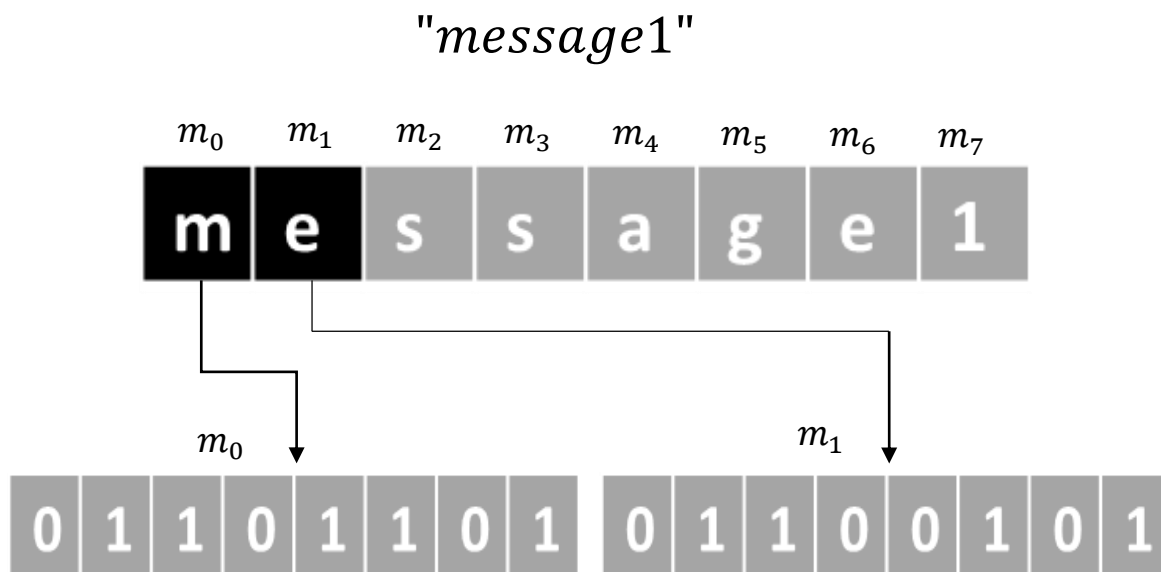 "message1"
m₀ m₁ m₂ m₃ m₄ m₅ m₆ m₇
m e s s a g e 1
m₀ m₁
0 1 1 0 1 1 0 1 0 1 1 0 0 1 0 1